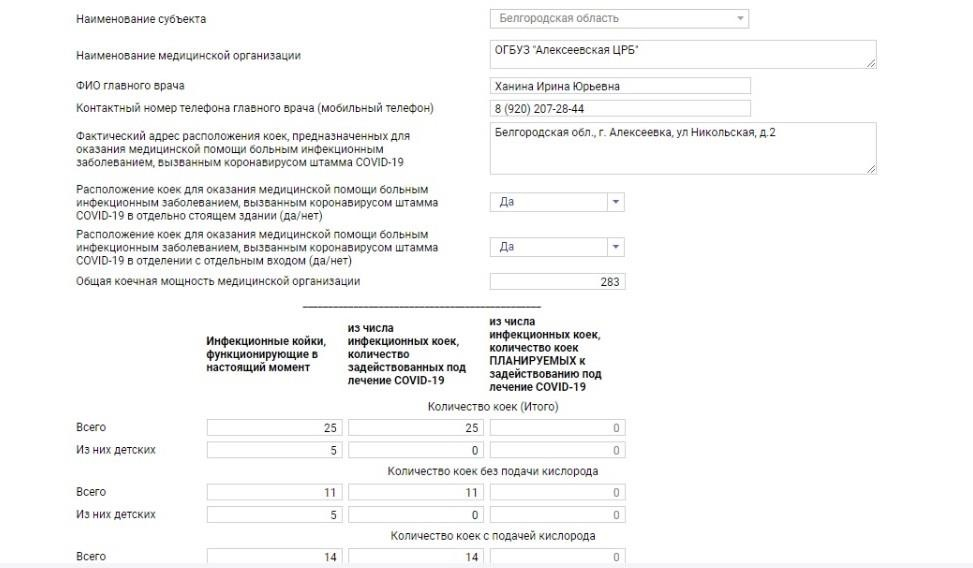 Наименование субъекта
Белгородская область
Наименование медицинской организации
ОГБУЗ "Алексеевская ЦРБ"
ФИО главного врача
Ханина Ирина Юрьевна
Контактный номер телефона главного врача (мобильный телефон)
8 (920) 207-28-44
Фактический адрес расположения коек, предназначенных для
оказания медицинской помощи больным инфекционным
заболеванием, вызванным коронавирусом штамма COVID-19
Белгородская обл., г. Алексеевка, ул Никольская, д.2
Расположение коек для оказания медицинской помощи больным
инфекционным заболеванием, вызванным коронавирусом штамма
COVID-19 в отдельно стоящем здании (да/нет)
Да
Расположение коек для оказания медицинской помощи больным
инфекционным заболеванием, вызванным коронавирусом штамма
COVID-19 в отделении с отдельным входом (да/нет)
Да
Общая коечная мощность медицинской организации
283
Инфекционные койки,
функционирующие в
настоящий момент
из числа
инфекционных коек,
количество
задействованных под
лечение COVID-19
из числа
инфекционных коек,
количество коек
ПЛАНИРУЕМЫХ к
задействованию под
лечение COVID-19
Количество коек (Итого)
Всего 25 25 0
Из них детских 5 0 0
Количество коек без подачи кислорода
Всего 11 11 0
Из них детских 5 0 0
Количество коек с подачей кислорода
Всего 14 14 0